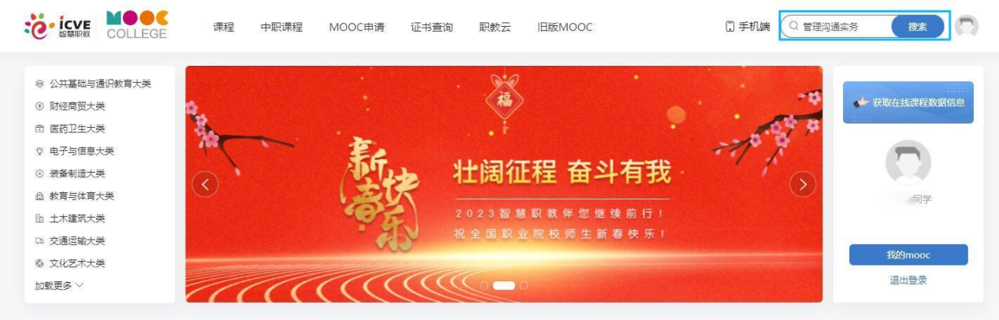 icve
智慧职教
MOOC
COLLEGE
课程
中职课程
MOOC申请
证书查询
职教云
旧版MOOC
手机端
管理沟通实务
搜索
公共基础与通识教育大类
财经商贸大类
医药卫生大类
电子与信息大类
装备制造大类
教育与体育大类
土木建筑大类
交通运输大类
文化艺术大类
加载更多
福
新春快乐
壮阔征程 奋斗有我
2023智慧职教伴您继续前行！
祝全国职业院校师生新春快乐！
获取在线课程数据信息
同学
我的mooc
退出登录